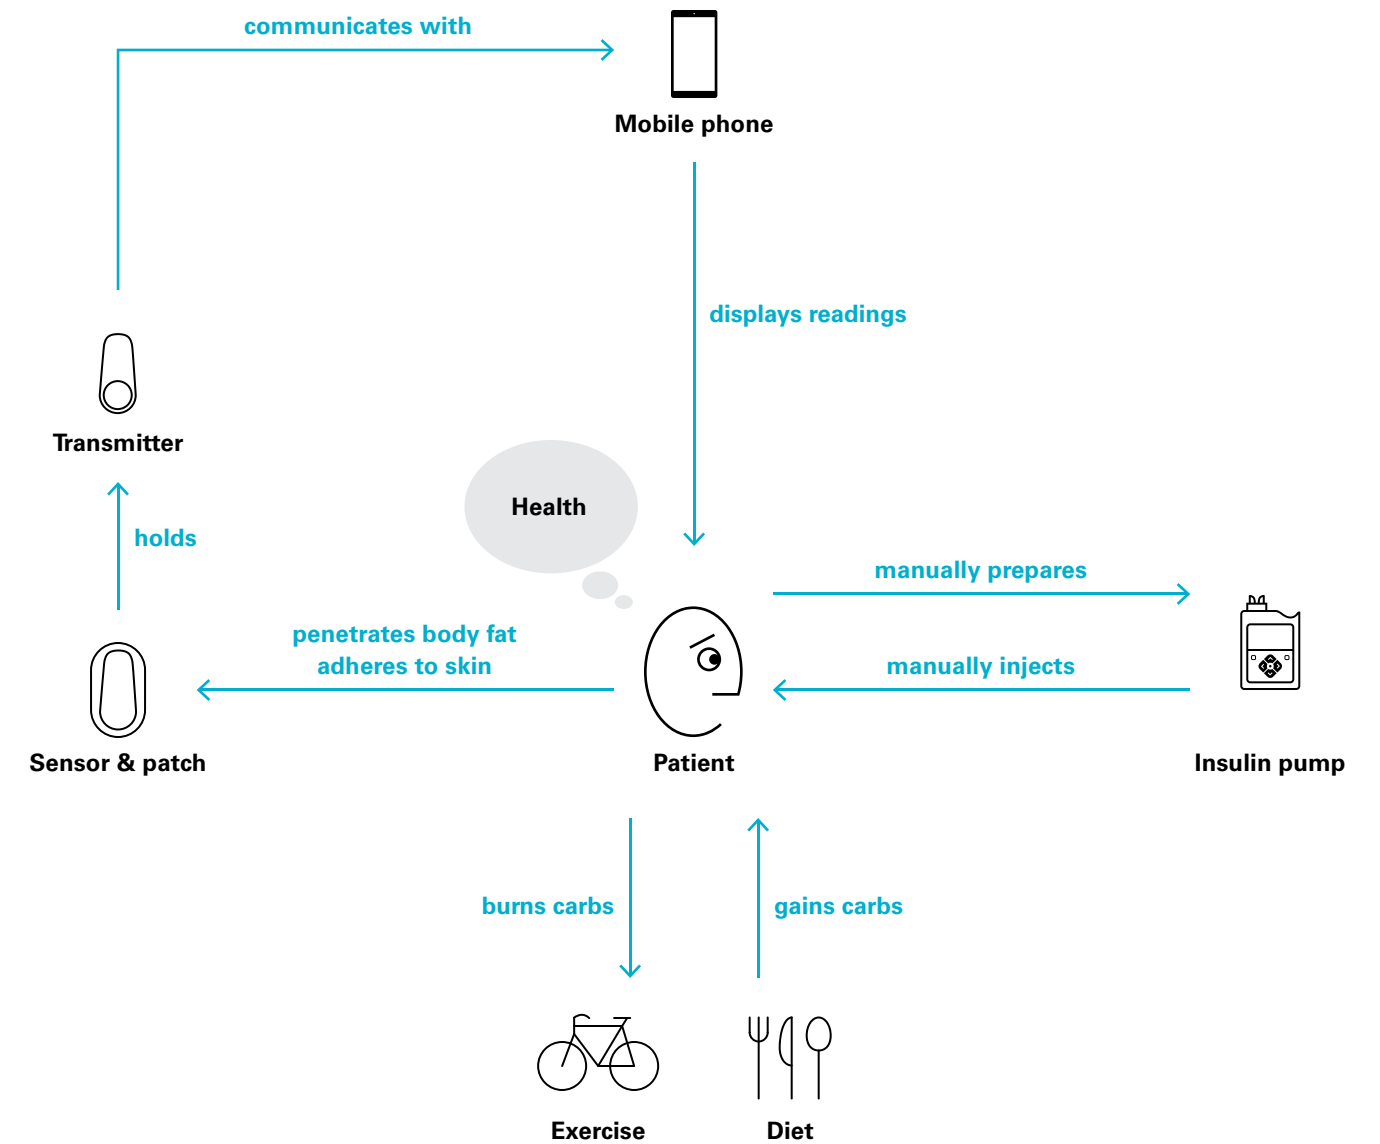 communicates with
Mobile phone
displays readings
Transmitter
Health
holds
manually prepares
penetrates body fat
adheres to skin
manually injects
Sensor & patch
Patient
Insulin pump
burns carbs
gains carbs
Exercise
Diet